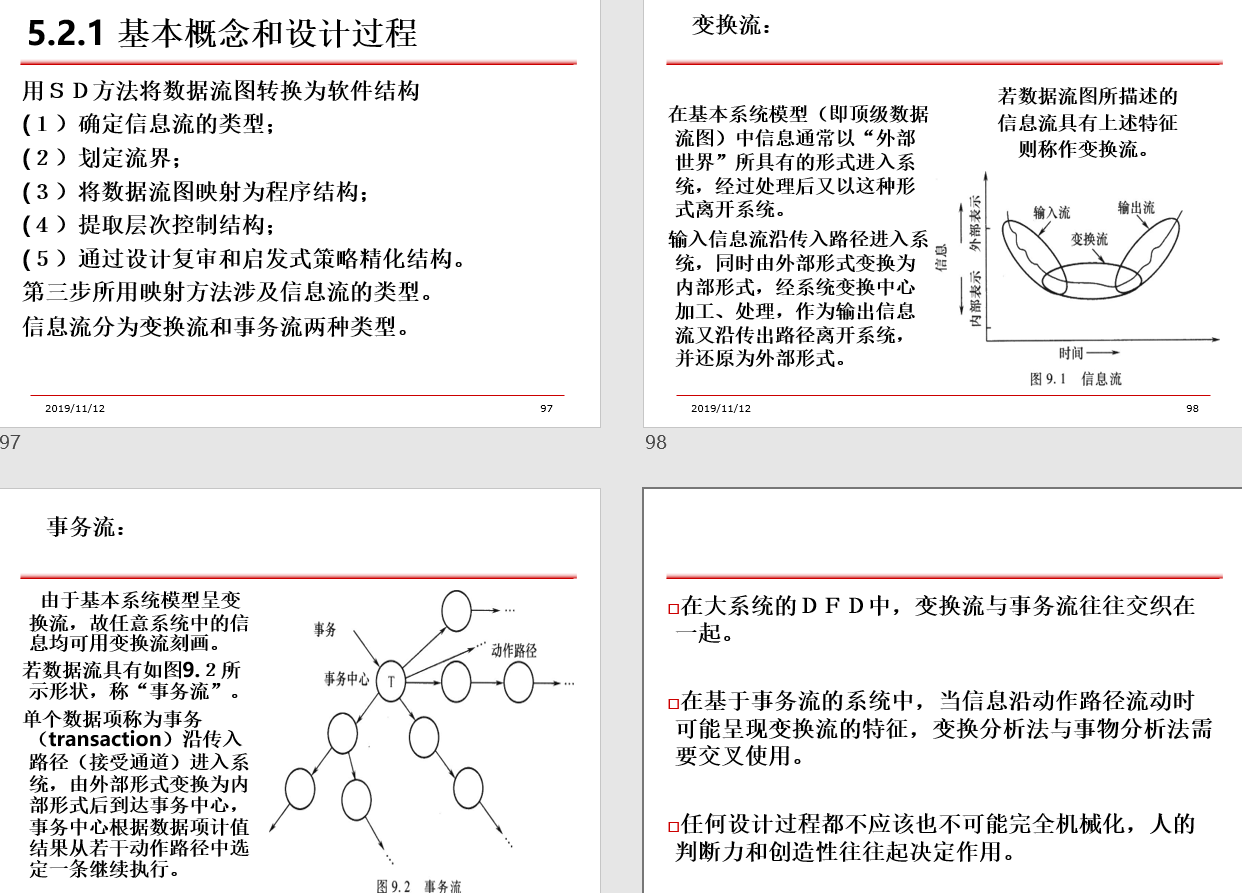 5.2.1 基本概念和设计过程
用ＳＤ方法将数据流图转换为软件结构
(１）确定信息流的类型；
(２）划定流界；
(３）将数据流图映射为程序结构；
(４）提取层次控制结构；
(５）通过设计复审和启发式策略精化结构。
第三步所用映射方法涉及信息流的类型。
信息流分为变换流和事务流两种类型。
2019/11/12
97
97
变换流：
在基本系统模型（即顶级数据
流图）中信息通常以“外部
世界”所具有的形式进入系
统，经过处理后又以这种形
式离开系统。
输入信息流沿传入路径进入系
统，同时由外部形式变换为
内部形式，经系统变换中心
加工、处理，作为输出信息
流又沿传出路径离开系统，
并还原为外部形式。
若数据流图所描述的
信息流具有上述特征
则称作变换流。
信息
外部表示
内部表示
输入流
输出流
变换流
时间
图 9.1 信息流
2019/11/12
98
98
事务流：
由于基本系统模型呈变
换流，故任意系统中的信
息均可用变换流刻画。
若数据流具有如图9.２所
示形状，称“事务流”。
单个数据项称为事务
（transaction）沿传入
路径（接受通道）进入系
统，由外部形式变换为内
部形式后到达事务中心，
事务中心根据数据项计值
结果从若干动作路径中选
定一条继续执行。
事务
事务中心
T
动作路径
…
…
图 9.2 事务流
在大系统的ＤＦＤ中，变换流与事务流往往交织在
一起。
在基于事务流的系统中，当信息沿动作路径流动时
可能呈现变换流的特征，变换分析法与事物分析法需
要交叉使用。
任何设计过程都不应该也不可能完全机械化，人的
判断力和创造性往往起决定作用。